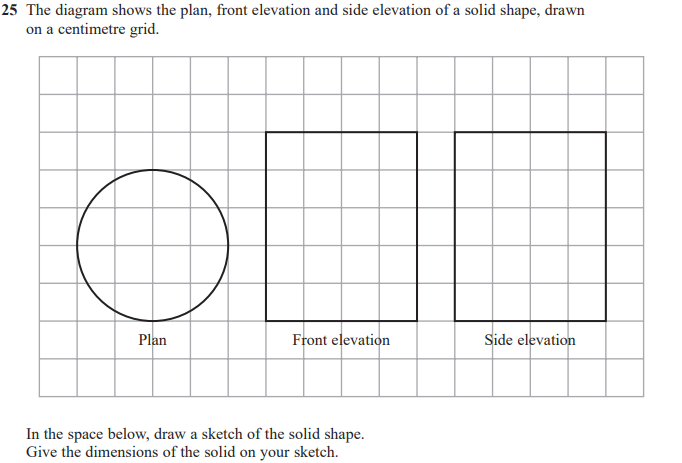 25 The diagram shows the plan, front elevation and side elevation of a solid shape, drawn
on a centimetre grid.
Plan Front elevation Side elevation
In the space below, draw a sketch of the solid shape.
Give the dimensions of the solid on your sketch.